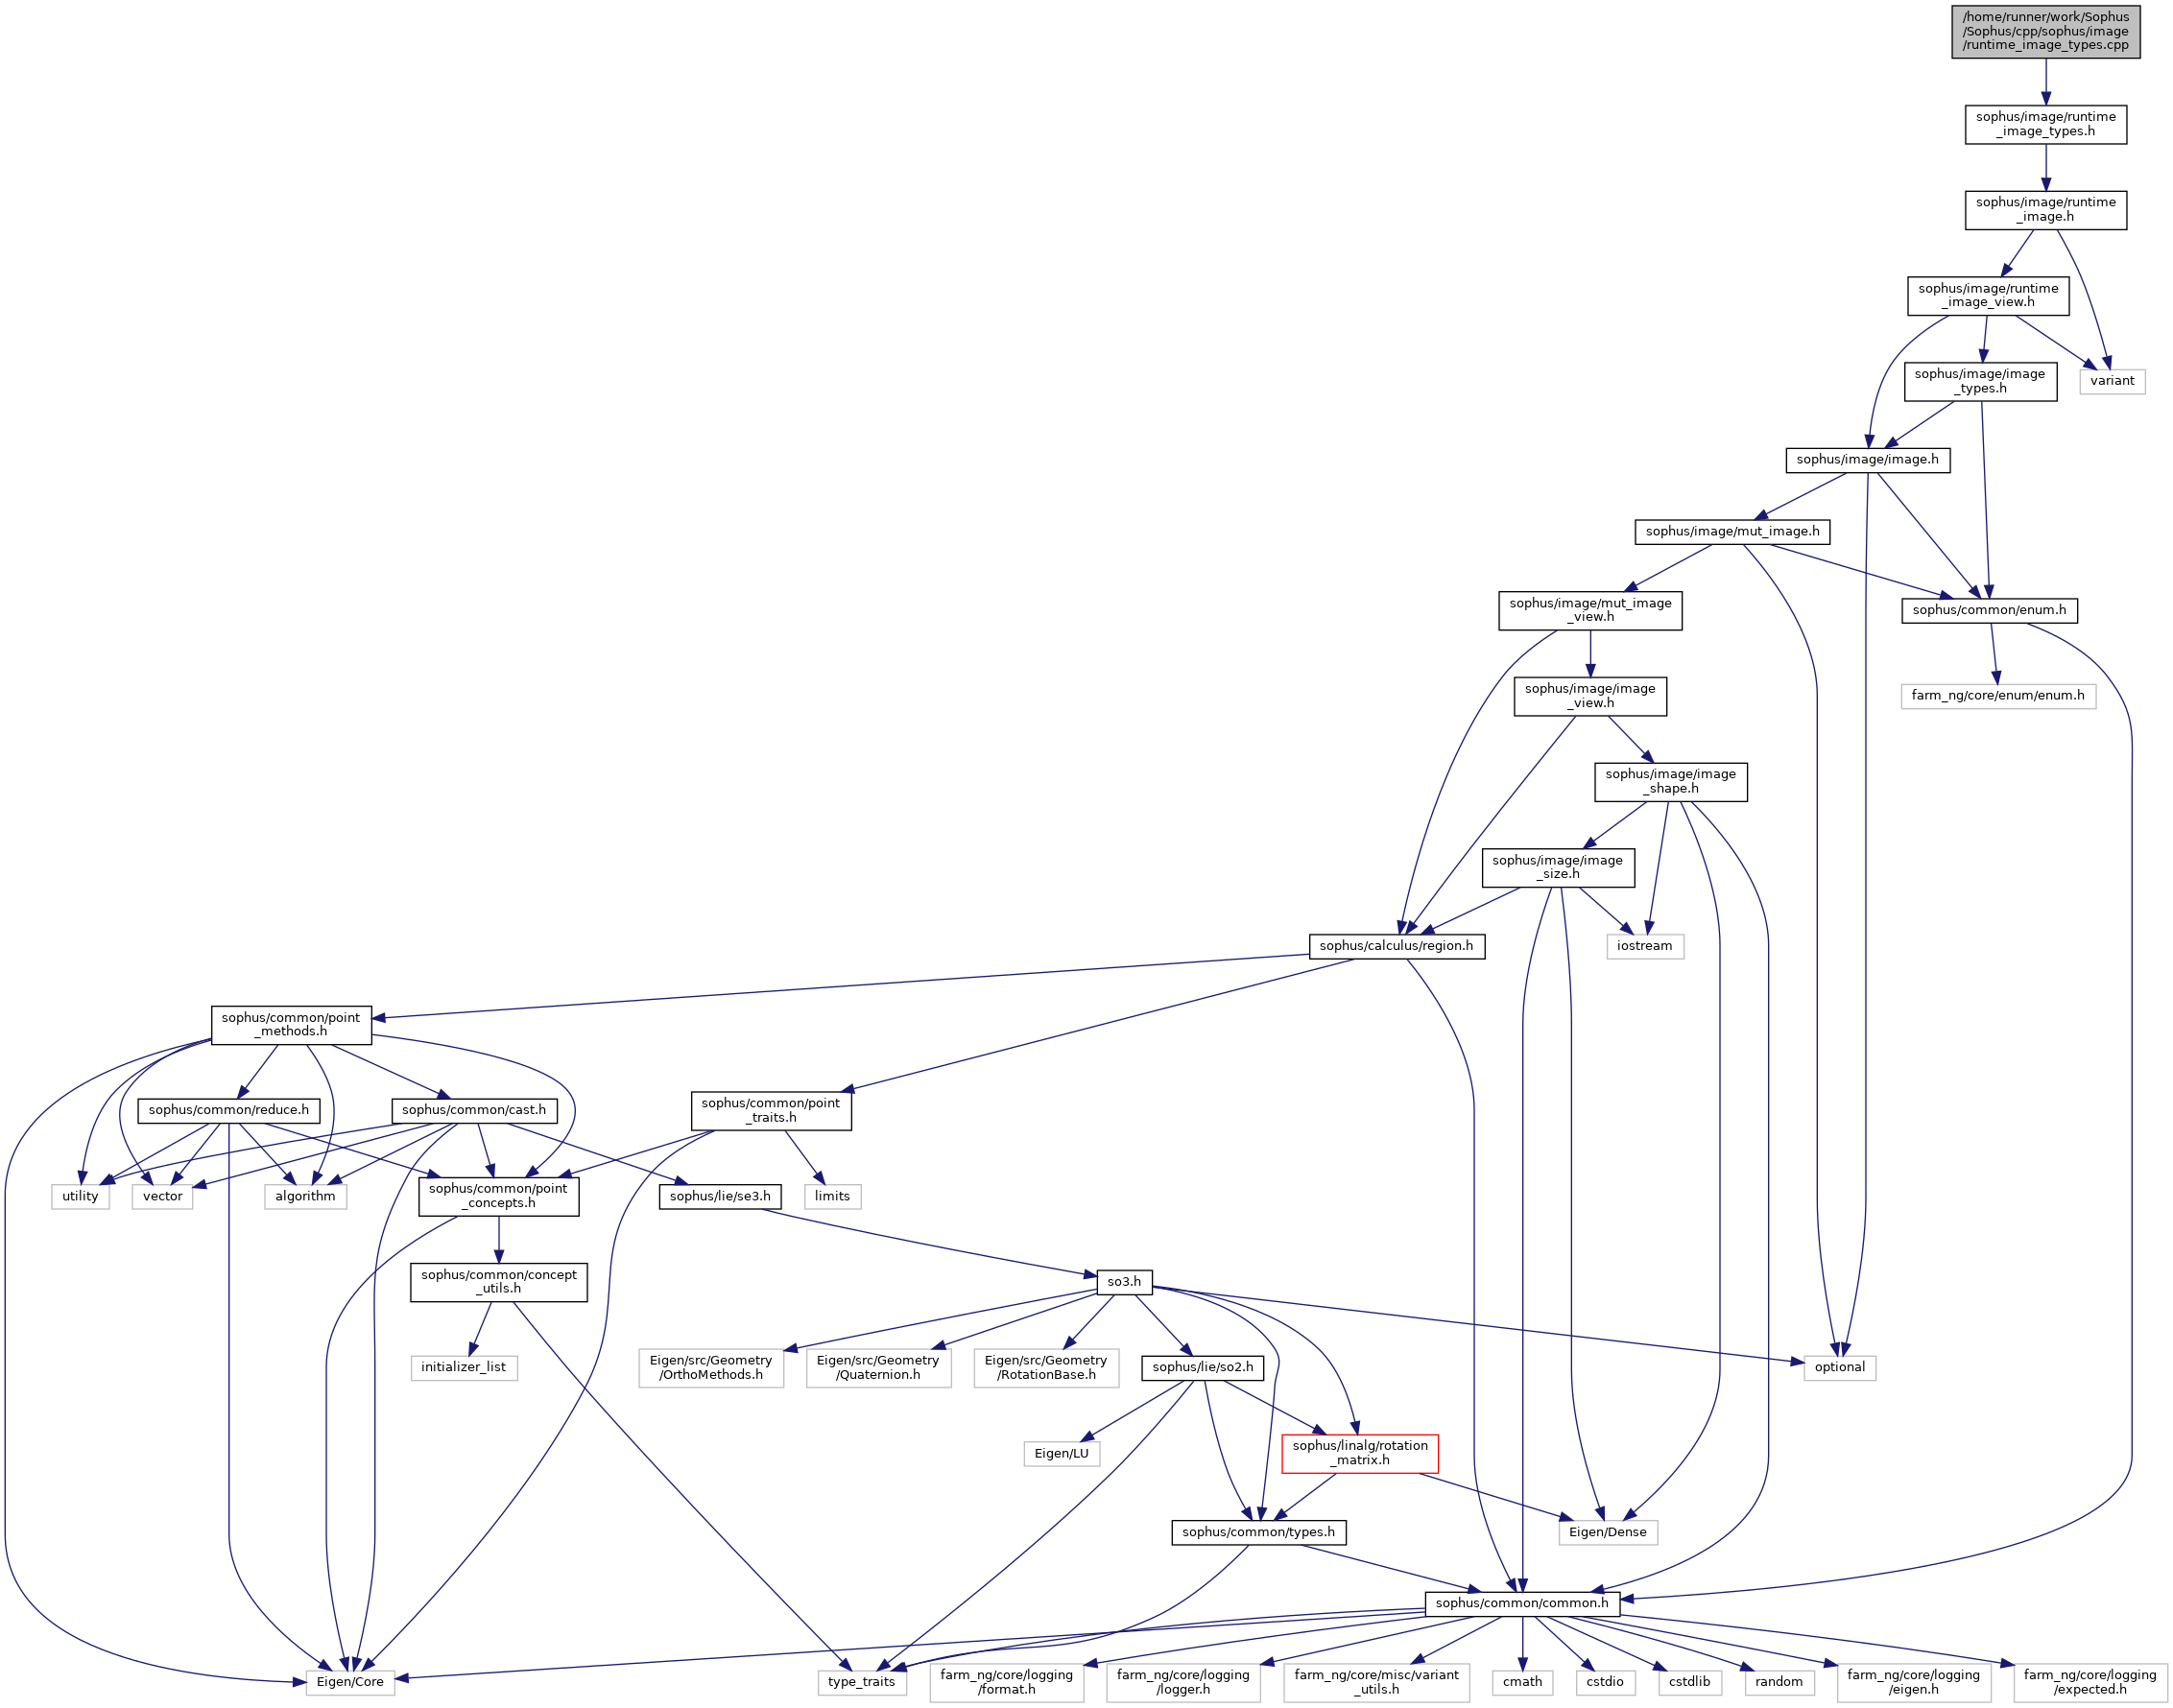 /home/runner/work/Sophus
/Sophus/cpp/sophus/image
/runtime_image_types.cpp
sophus/image/runtime
_image_types.h
sophus/image/runtime
_image.h
sophus/image/runtime
_image_view.h
sophus/image/image
_types.h
variant
sophus/image/image.h
sophus/image/mut_image.h
sophus/image/mut_image
_view.h
sophus/common/enum.h
sophus/image/image
_view.h
farm_ng/core/enum/enum.h
sophus/image/image
_shape.h
sophus/image/image
_size.h
sophus/calculus/region.h
iostream
sophus/common/point
_methods.h
sophus/common/reduce.h
sophus/common/cast.h
sophus/common/point
_traits.h
utility
vector
algorithm
sophus/common/point
_concepts.h
sophus/lie/se3.h
limits
sophus/common/concept
_utils.h
so3.h
initializer_list
Eigen/src/Geometry
/OrthoMethods.h
Eigen/src/Geometry
/Quaternion.h
Eigen/src/Geometry
/RotationBase.h
sophus/lie/so2.h
optional
Eigen/LU
sophus/linalg/rotation
_matrix.h
sophus/common/types.h
Eigen/Dense
sophus/common/common.h
Eigen/Core
type_traits
farm_ng/core/logging
/format.h
farm_ng/core/logging
/logger.h
farm_ng/core/misc/variant
_utils.h
cmath
cstdio
cstdlib
random
farm_ng/core/logging
/eigen.h
farm_ng/core/logging
/expected.h